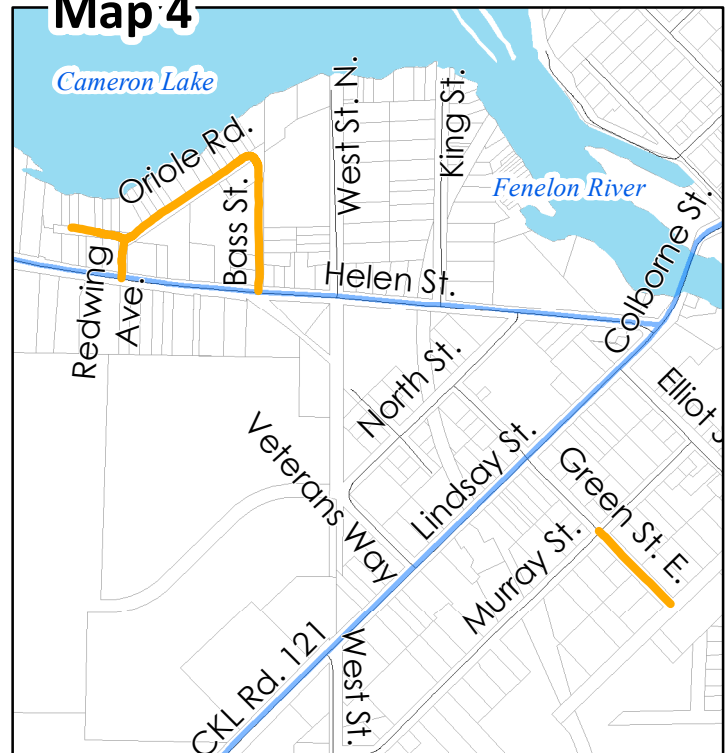 Map 4
Cameron Lake
Oriole Rd.
West St. N.
King St.
Fenelon River
Colborne St.
Redwing
Ave.
Bass St.
Helen St.
North St.
Elliot S
Veterans Way
Lindsay St.
Green St. E.
Murray St.
CKL Rd. 121
West St.